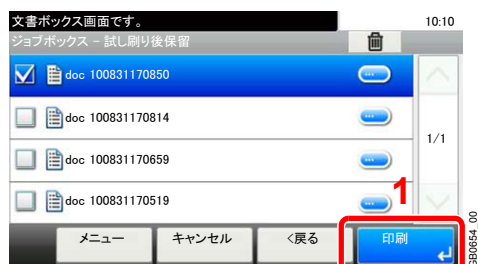 文書ボックス画面です。
10:10
ジョブボックス - 試し刷り後保留
doc 100831170850
doc 100831170814
1/1
doc 100831170659
doc 100831170519
1
メニュー
キャンセル
<戻る
印刷
GB0654_00